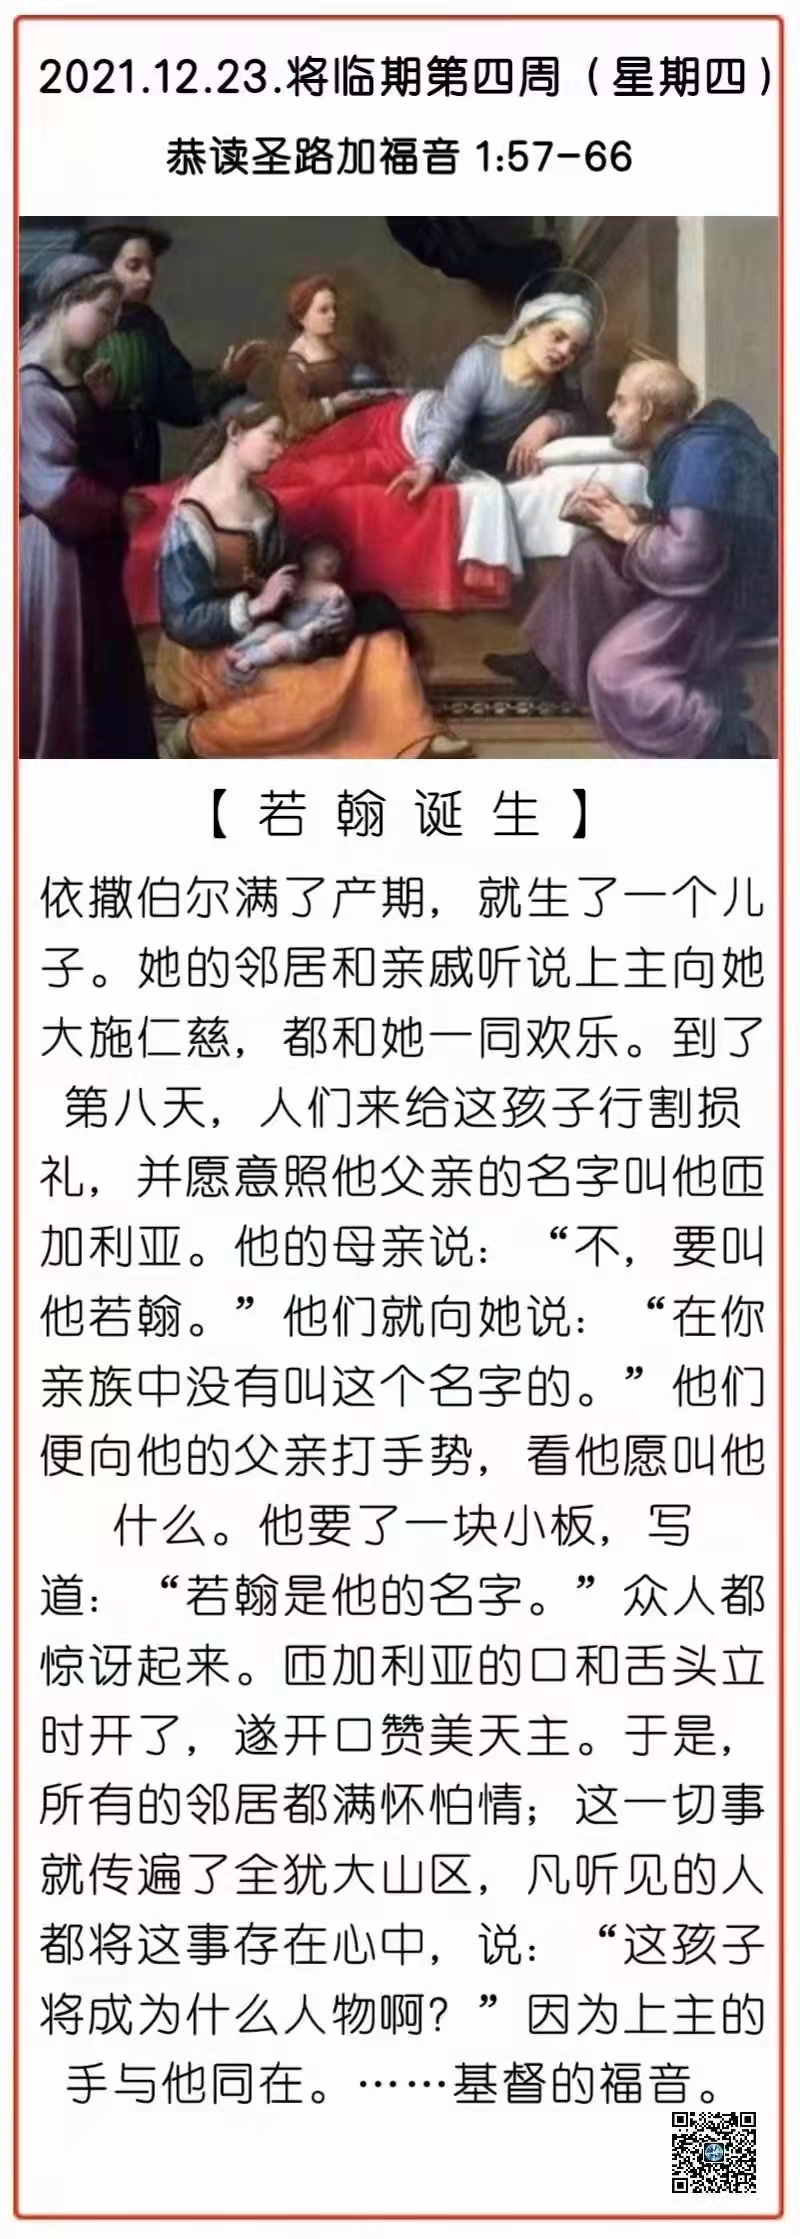 2021.12.23.将临期第四周（星期四）
恭读圣路加福音 1:57-66
【若翰诞生】
依撒伯尔满了产期，就生了一个儿
子。她的邻居和亲戚听说上主向她
大施仁慈，都和她一同欢乐。到了
第八天，人们来给这孩子行割损
礼，并愿意照他父亲的名字叫他匝
加利亚。他的母亲说：“不，要叫
他若翰。”他们就向她说：“在你
亲族中没有叫这个名字的。”他们
便向他的父亲打手势，看他愿叫他
什么。他要了一块小板，写
道：“若翰是他的名字。”众人都
惊讶起来。匝加利亚的口和舌头立
时开了，遂开口赞美天主。于是，
所有的邻居都满怀怕情；这一切事
就传遍了全犹大山区，凡听见的人
都将这事存在心中，说：“这孩子
将成为什么人物啊？”因为上主的
手与他同在。……基督的福音。